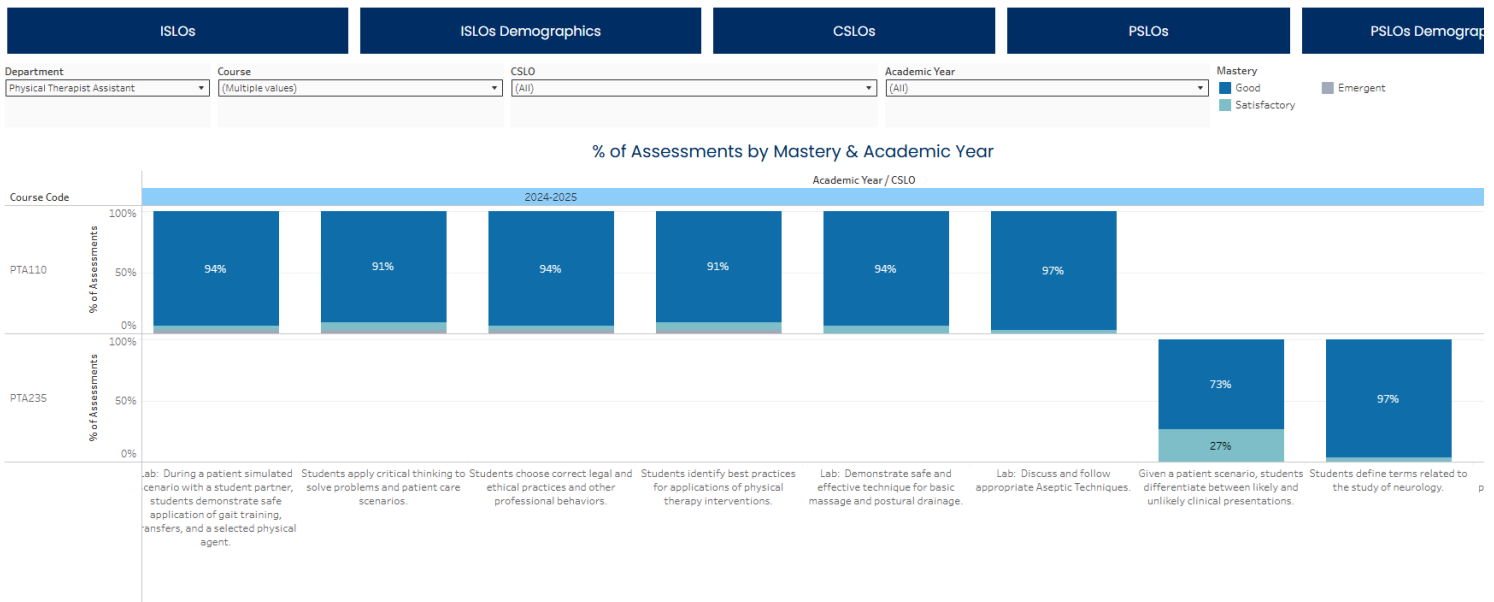 ISLOs
ISLOs Demographics
CSLOs
PSLOs
PSLOs Demograp
Department
Physical Therapist Assistant
Course
(Multiple values)
CSLO
(All)
Academic Year
(All)
Mastery
Good
Emergent
Satisfactory
% of Assessments by Mastery & Academic Year
Academic Year / CSLO
Course Code
2024-2025
PTA110
% of Assessments
100%
50%
0%
94%
91%
94%
91%
94%
97%
PTA235
% of Assessments
100%
50%
0%
73%
27%
97%
ab: During a patient simulated
cenario with a student partner,
students demonstrate safe
application of gait training,
ransfers, and a selected physical
agent.
Students apply critical thinking to
solve problems and patient care
scenarios.
Students choose correct legal and
ethical practices and other
professional behaviors.
Students identify best practices
for applications of physical
therapy interventions.
Lab: Demonstrate safe and
effective technique for basic
massage and postural drainage.
Lab: Discuss and follow
appropriate Aseptic Techniques.
Given a patient scenario, students
differentiate between likely and
unlikely clinical presentations.
Students define terms related to
the study of neurology.